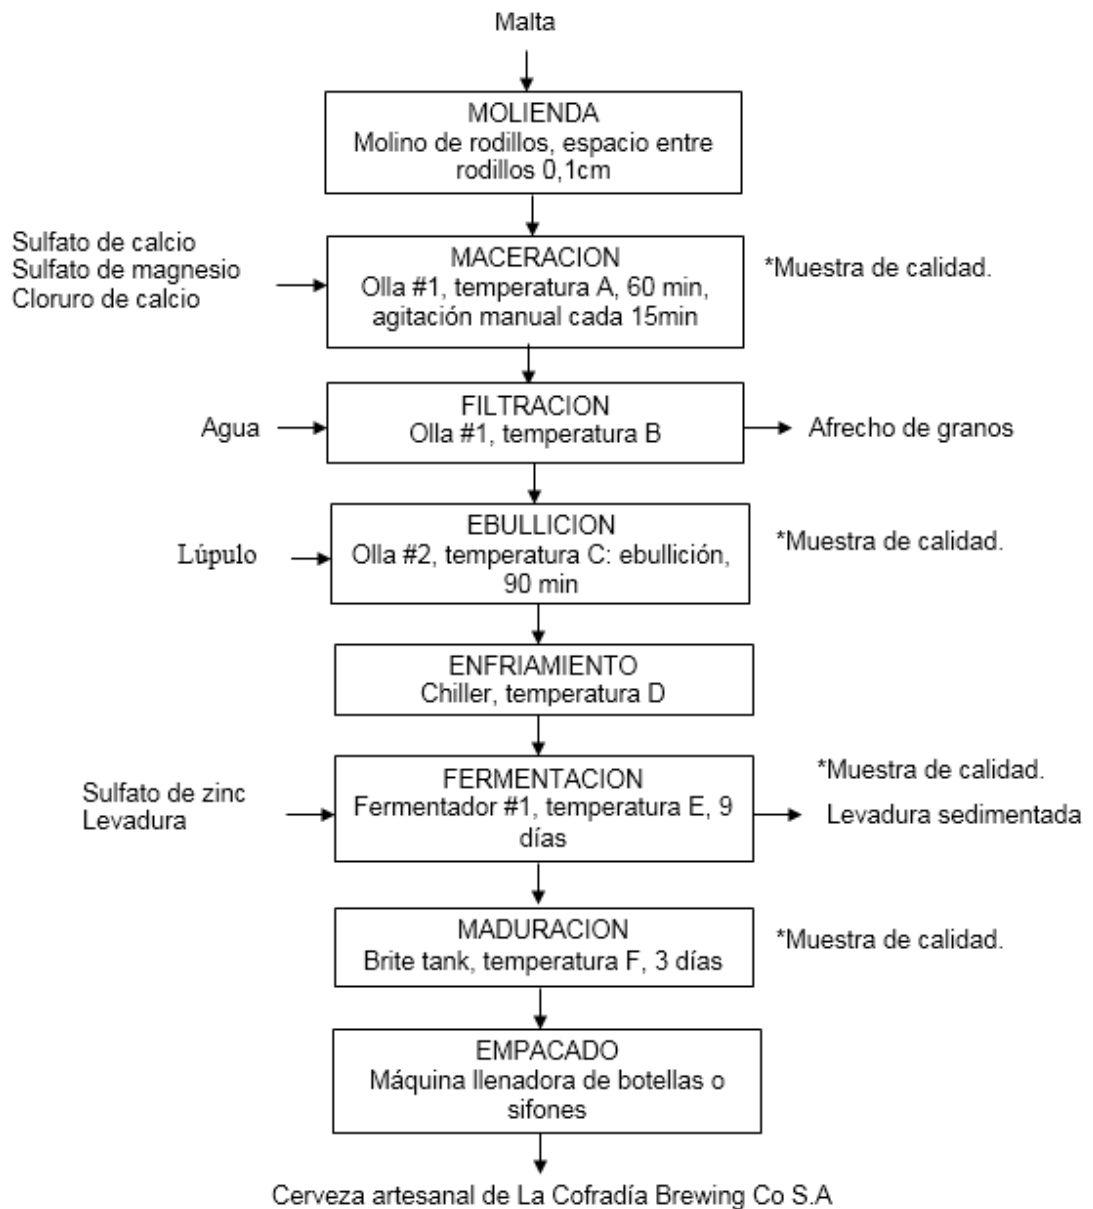 Malta
MOLIENDA
Molino de rodillos, espacio entre
rodillos 0,1cm
Sulfato de calcio
Sulfato de magnesio
Cloruro de calcio
MACERACION
Olla #1, temperatura A, 60 min,
agitación manual cada 15min
*Muestra de calidad.
Agua
FILTRACION
Olla #1, temperatura B
Afrecho de granos
Lúpulo
EBULLICION
Olla #2, temperatura C: ebullición,
90 min
*Muestra de calidad.
ENFRIAMIENTO
Chiller, temperatura D
Sulfato de zinc
Levadura
FERMENTACION
Fermentador #1, temperatura E, 9
días
*Muestra de calidad.
Levadura sedimentada
MADURACION
Brite tank, temperatura F, 3 días
*Muestra de calidad.
EMPACADO
Máquina llenadora de botellas o
sifones
Cerveza artesanal de La Cofradía Brewing Co S.A